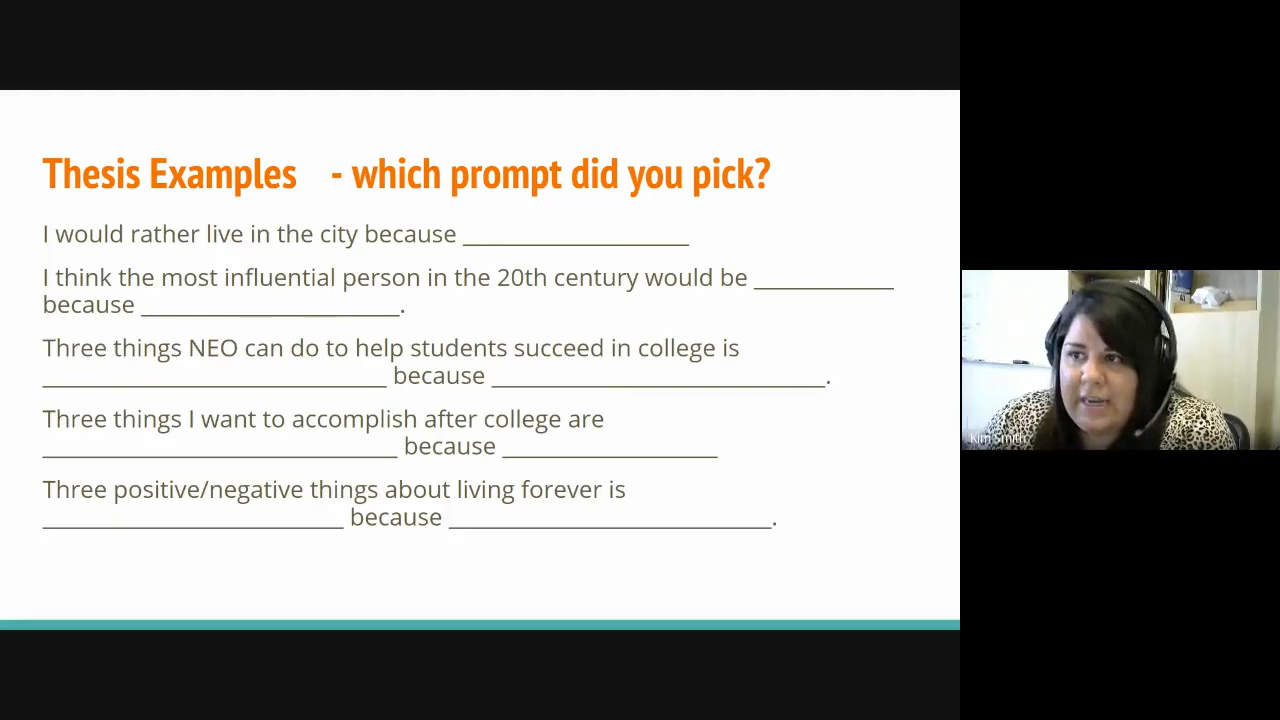 Thesis Examples - which prompt did you pick?
I would rather live in the city because ___________________
I think the most influential person in the 20th century would be ____________
because ______________________.
Three things NEO can do to help students succeed in college is
_____________________________ because ____________________________.
Three things I want to accomplish after college are
______________________________ because __________________
Three positive/negative things about living forever is
_________________________ because ___________________________.
Kim Smith